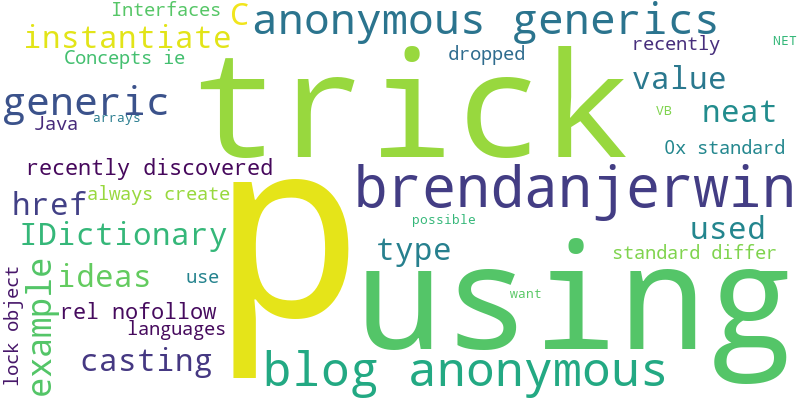 Interfaces
C
anonymous generics
instantiate
recently
NET
Concepts ie
dropped
trick
value
generic
arrays
VB
neat
Java
0x standard
recently discovered
brendanjerwin
always create
href
p
possible
used
IDictionary
type
using
standard differ
ideas
use
example
lock object
want
rel nofollow
languages
casting
blog anonymous